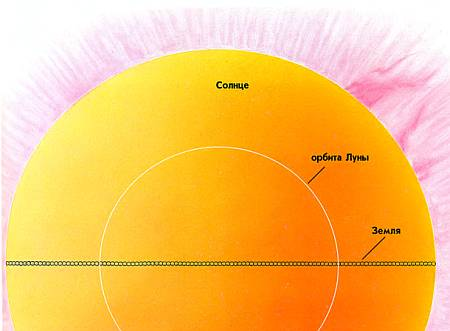 Солнце
орбита Луны
Земля